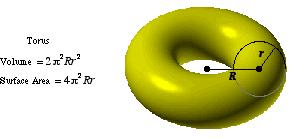 Torus
Volume = 2π²Rr²
Surface Area = 4π²Rr
r
R